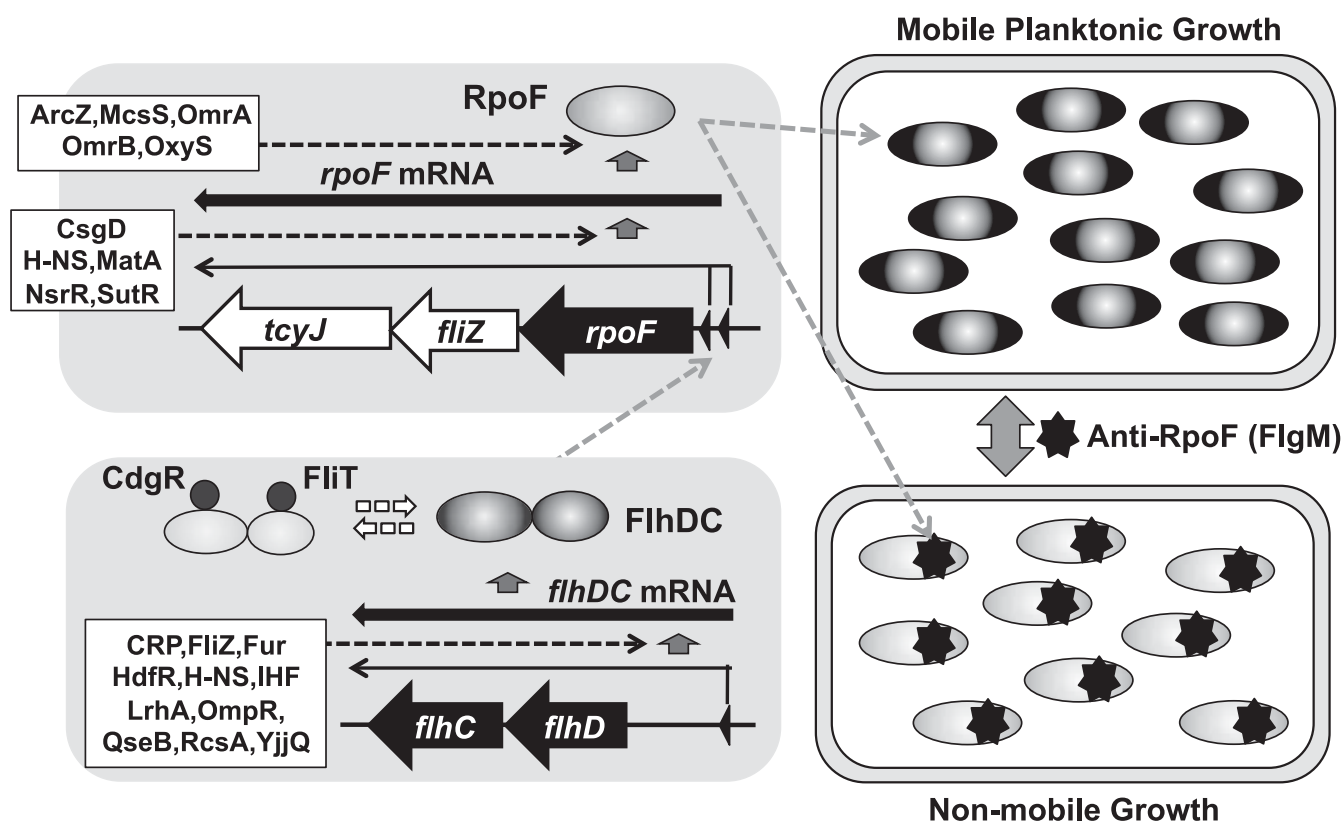 Mobile Planktonic Growth
RpoF
ArcZ,McsS,OmrA
OmrB,OxyS
rpoF mRNA
CsgD
H-NS,MatA
NsrR,SutR
tcyJ
fliZ
rpoF
Anti-RpoF (FlgM)
CdgR
FliT
FlhDC
flhDC mRNA
CRP,FliZ,Fur
HdfR,H-NS,IHF
LrhA,OmpR,
QseB,RcsA,YjjQ
flhC
flhD
Non-mobile Growth